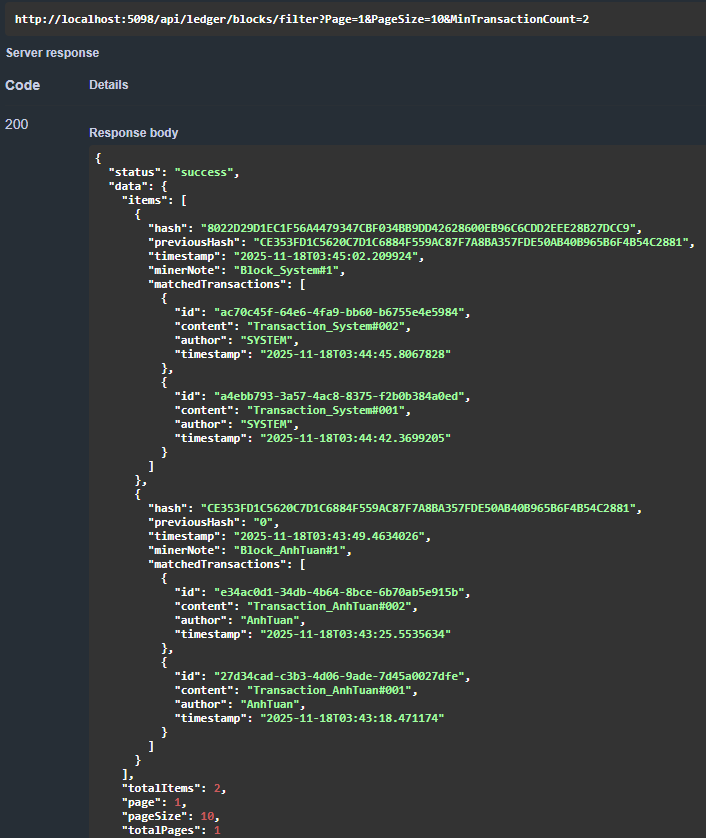 http://localhost:5098/api/ledger/blocks/filter?Page=1&PageSize=10&MinTransactionCount=2
Server response
Code Details
200
Response body
{
  "status": "success",
  "data": {
    "items": [
      {
        "hash": "8022D29D1EC1F56A4479347CBF034BB9DD42628600EB96C6CDD2EEE28B27DCC9",
        "previousHash": "CE353FD1C5620C7D1C6884F559AC87F7A8BA357FDE50AB40B965B6F4B54C2881",
        "timestamp": "2025-11-18T03:45:02.209924",
        "minerNote": "Block_System#1",
        "matchedTransactions": [
          {
            "id": "ac70c45f-64e6-4fa9-bb60-b6755e4e5984",
            "content": "Transaction_System#002",
            "author": "SYSTEM",
            "timestamp": "2025-11-18T03:44:45.8067828"
          },
          {
            "id": "a4ebb793-3a57-4ac8-8375-f2b0b384a0ed",
            "content": "Transaction_System#001",
            "author": "SYSTEM",
            "timestamp": "2025-11-18T03:44:42.3699205"
          }
        ]
      },
      {
        "hash": "CE353FD1C5620C7D1C6884F559AC87F7A8BA357FDE50AB40B965B6F4B54C2881",
        "previousHash": "0",
        "timestamp": "2025-11-18T03:43:49.4634026",
        "minerNote": "Block_AnhTuan#1",
        "matchedTransactions": [
          {
            "id": "e34ac0d1-34db-4b64-8bce-6b70ab5e915b",
            "content": "Transaction_AnhTuan#002",
            "author": "AnhTuan",
            "timestamp": "2025-11-18T03:43:25.5535634"
          },
          {
            "id": "27d34cad-c3b3-4d06-9ade-7d45a0027dfe",
            "content": "Transaction_AnhTuan#001",
            "author": "AnhTuan",
            "timestamp": "2025-11-18T03:43:18.471174"
          }
        ]
      }
    ],
    "totalItems": 2,
    "page": 1,
    "pageSize": 10,
    "totalPages": 1